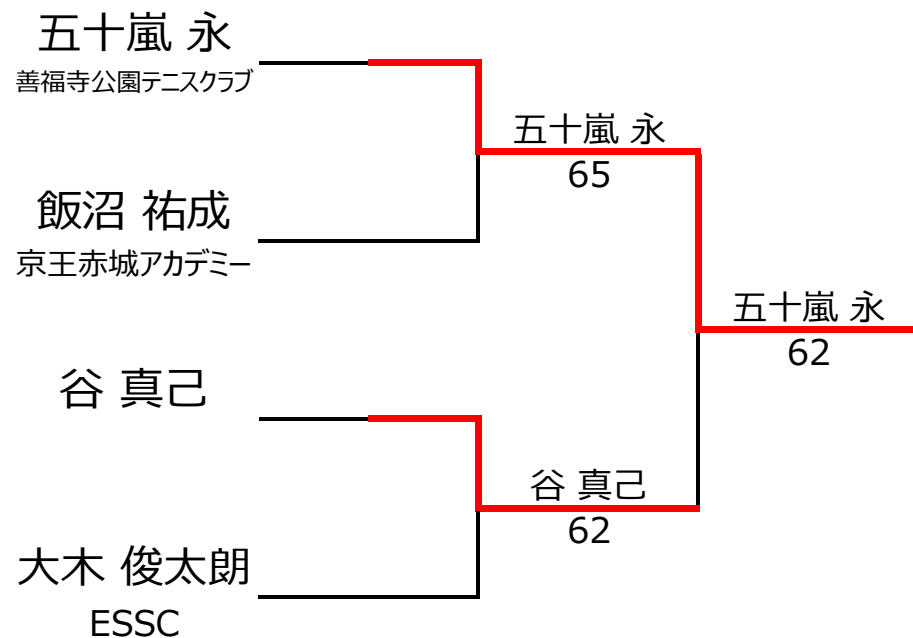 五十嵐 永
善福寺公園テニスクラブ
五十嵐 永
65
飯沼 祐成
京王赤城アカデミー
五十嵐 永
62
谷 真己
谷 真己
62
大木 俊太朗
ESSC